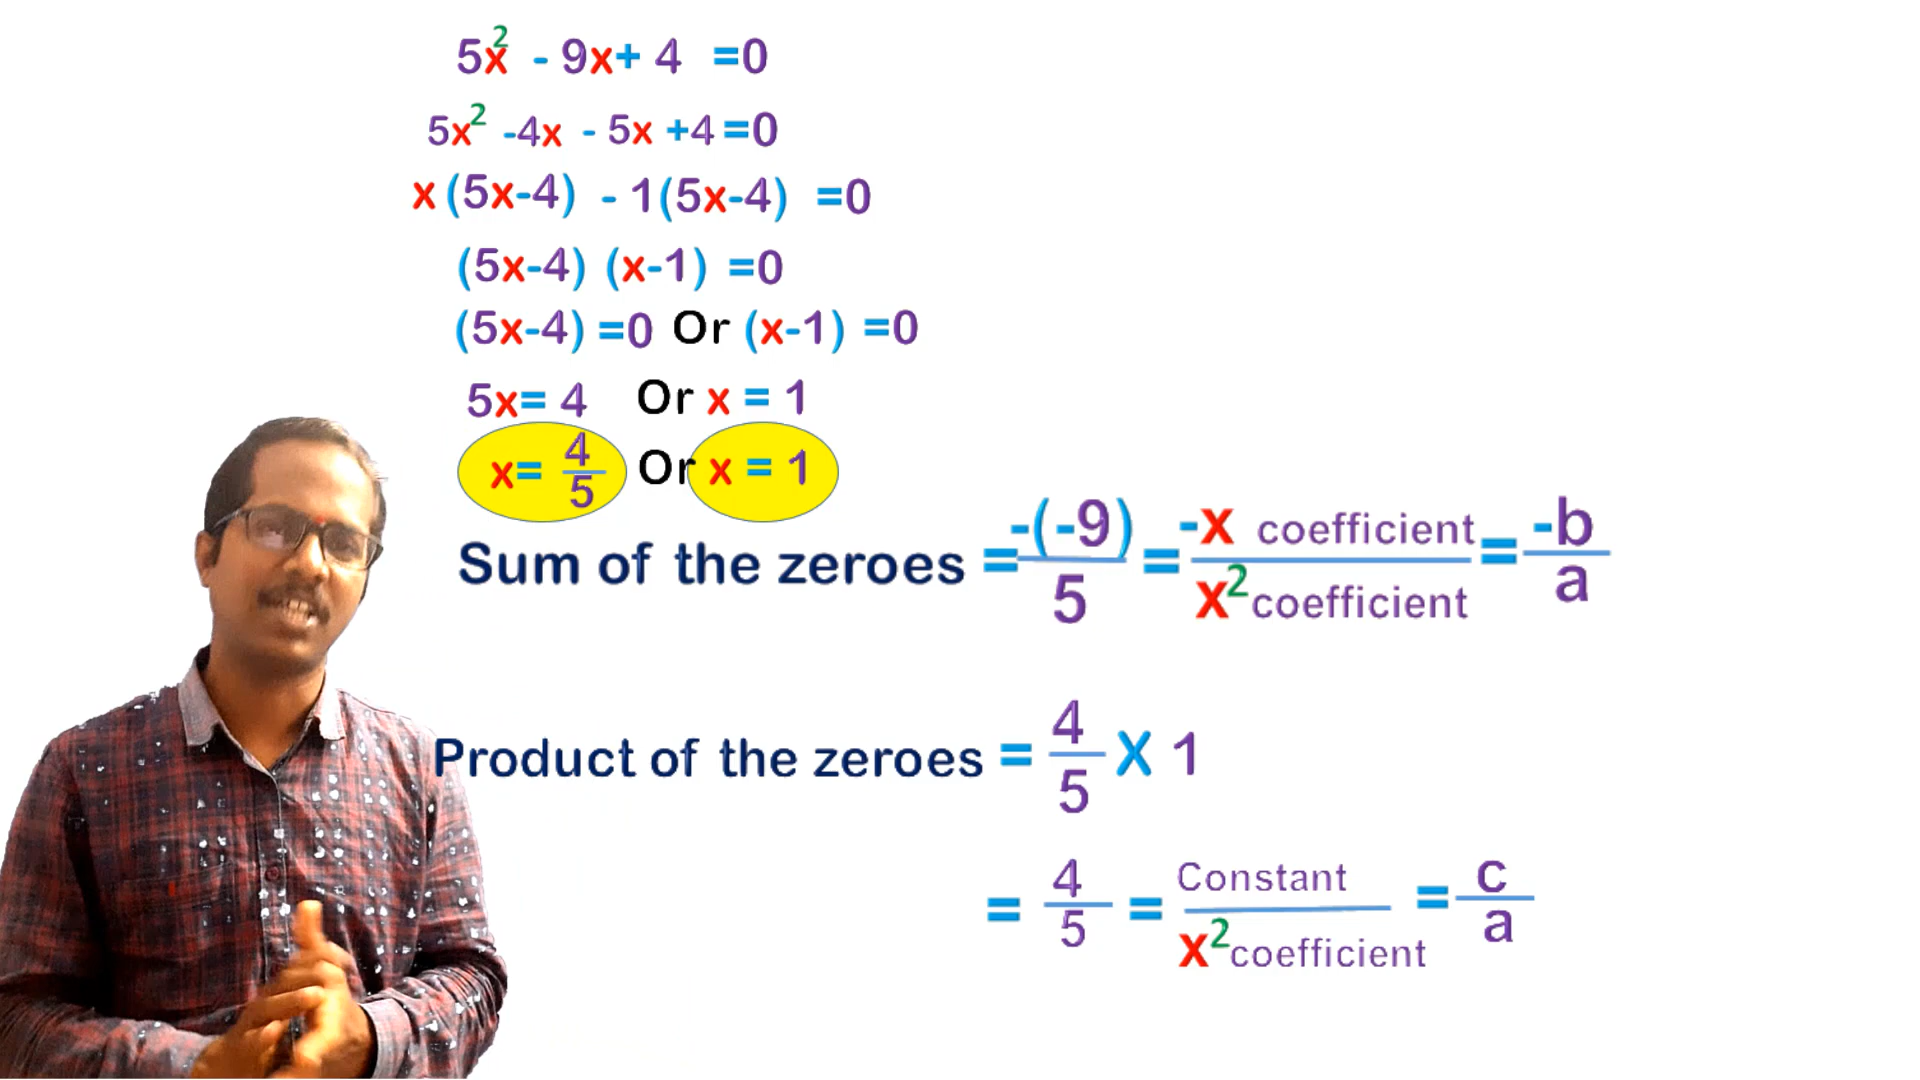 5x² - 9x+ 4 =0
5x² -4x - 5x +4=0
x(5x-4) - 1(5x-4) =0
(5x-4) (x-1) =0
(5x-4) =0 Or (x-1) =0
5x= 4 Or x = 1
x= 4/5 Or x = 1
Sum of the zeroes = -(-9)/5 = -x coefficient/x² coefficient = -b/a
Product of the zeroes = 4/5 X 1
= 4/5 = Constant/x² coefficient = c/a